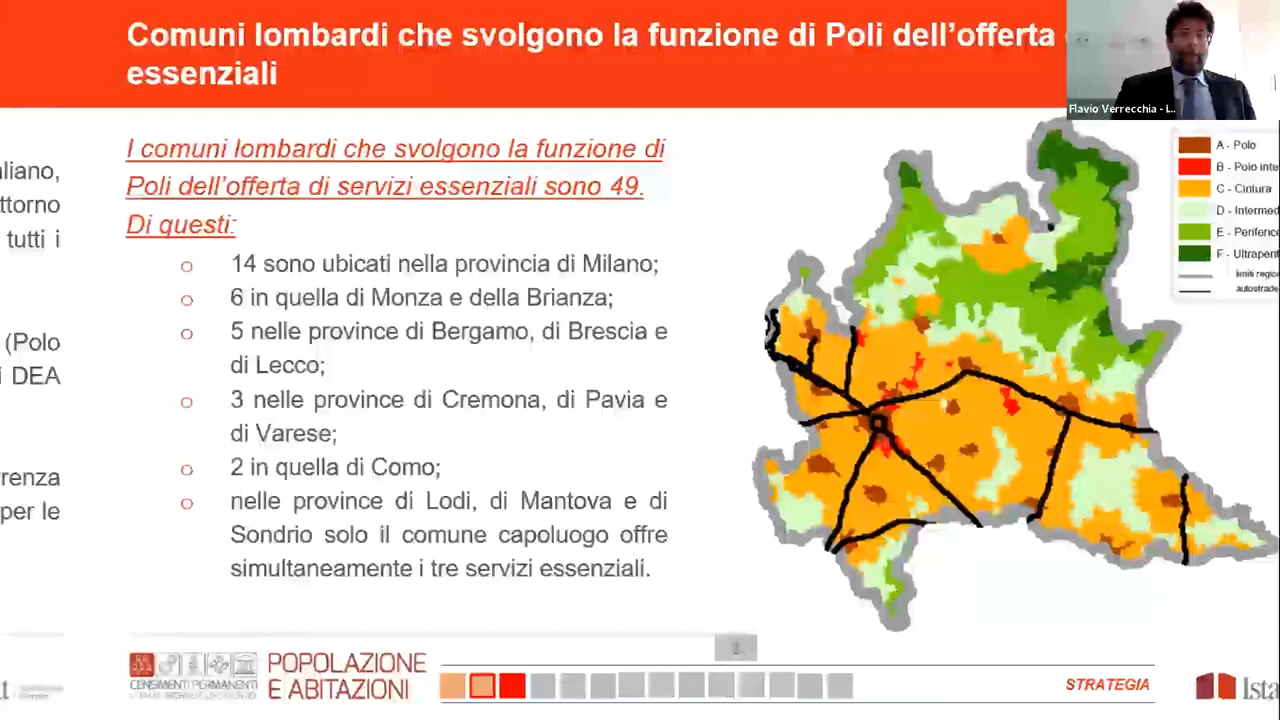 Comuni lombardi che svolgono la funzione di Poli dell'offerta
essenziali
Flavio Verrecchia - I...
I comuni lombardi che svolgono la funzione di
Poli dell'offerta di servizi essenziali sono 49.
Di questi:
o 14 sono ubicati nella provincia di Milano;
o 6 in quella di Monza e della Brianza;
o 5 nelle province di Bergamo, di Brescia e
di Lecco;
o 3 nelle province di Cremona, di Pavia e
di Varese;
o 2 in quella di Como;
o nelle province di Lodi, di Mantova e di
Sondrio solo il comune capoluogo offre
simultaneamente i tre servizi essenziali.
liano,
ttorno
tutti i
(Polo
i DEA
rrenza
per le
A - Polo
B - Polo inte
C - Cintura
D - Intermed
E - Periferico
F - Ultraperi
limiti regio
autostrade
CENSIMENTI PERMANENTI
POPOLAZIONE
E ABITAZIONI
STRATEGIA
Ista